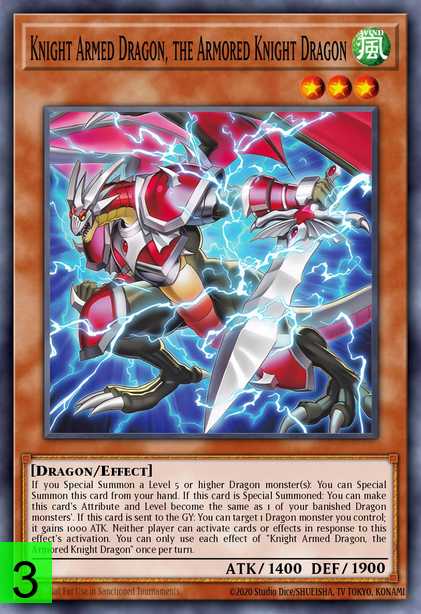 Knight Armed Dragon, the Armored Knight Dragon
WIND
風
[Dragon/Effect]
If you Special Summon a Level 5 or higher Dragon monster(s): You can Special
Summon this card from your hand. If this card is Special Summoned: You can make
this card's Attribute and Level become the same as 1 of your banished Dragon
monsters'. If this card is sent to the GY: You can target 1 Dragon monster you control;
it gains 1000 ATK. Neither player can activate cards or effects in response to this
effect's activation. You can only use each effect of "Knight Armed Dragon, the
Armored Knight Dragon" once per turn.
ATK/ 1400 DEF/ 1900
3
For Use in Sanctioned Tournaments
©2020 Studio Dice/SHUEISHA, TV TOKYO, KONAMI